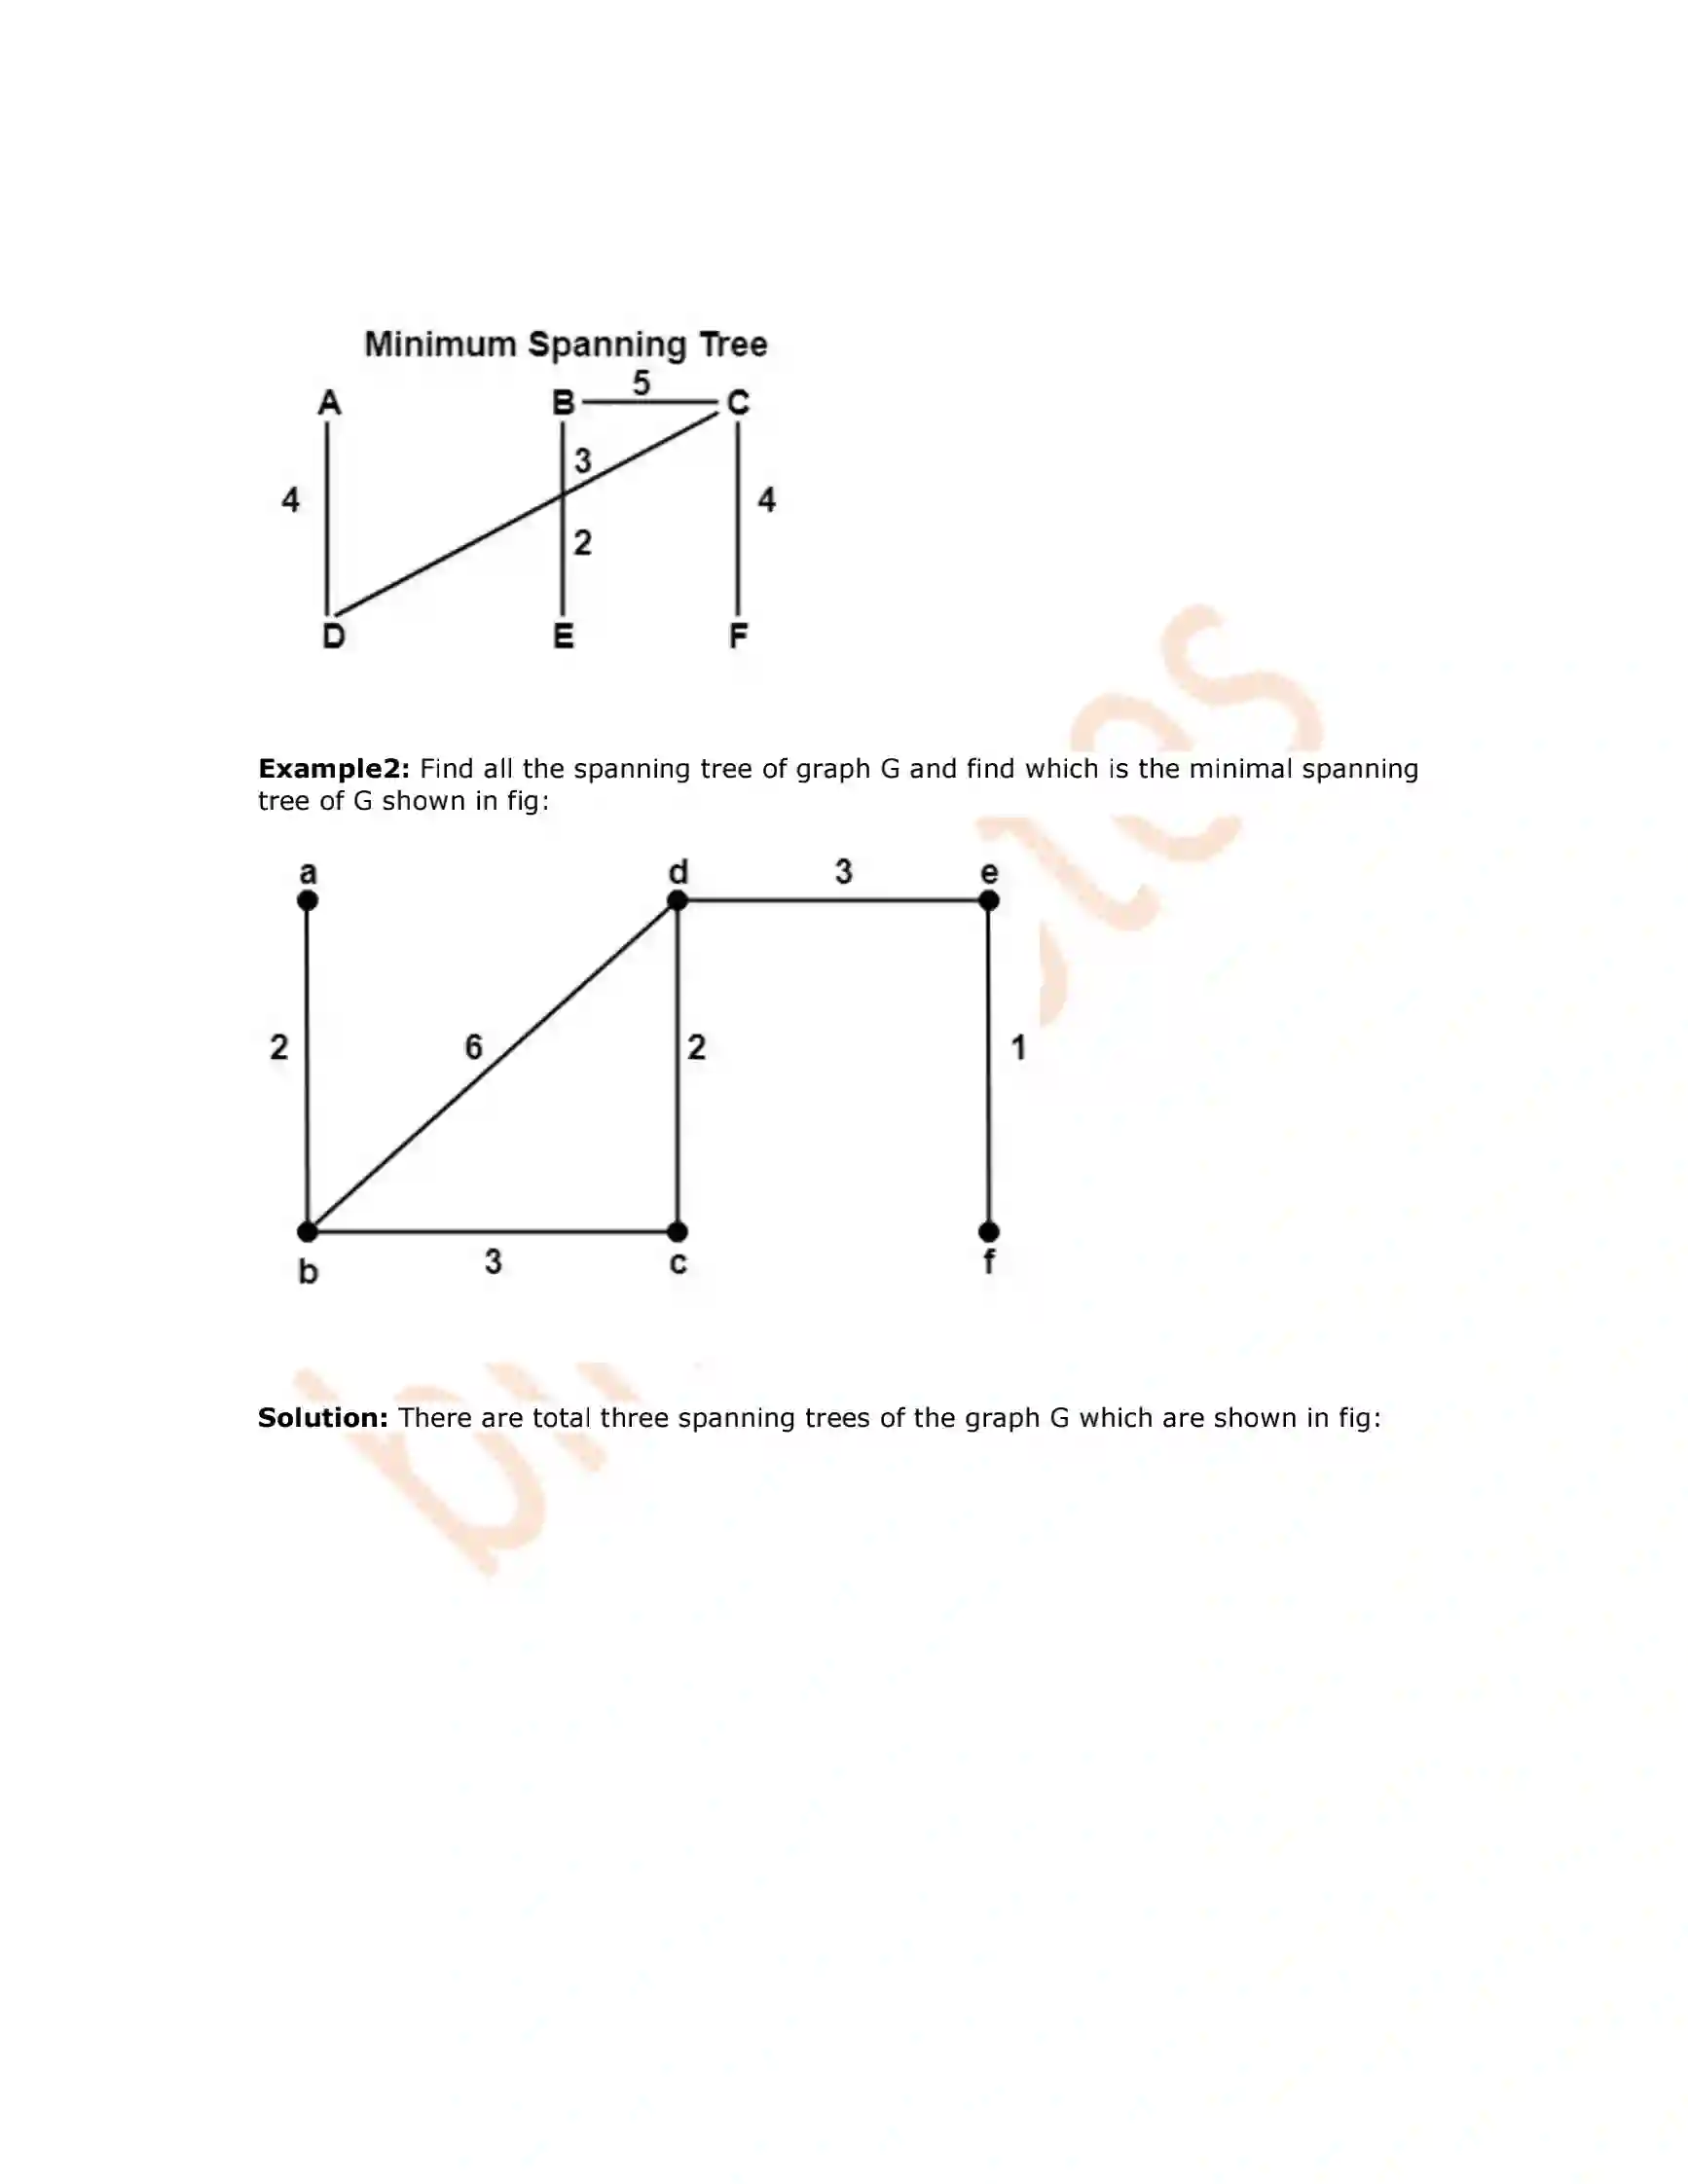 Minimum Spanning Tree
5
A B C
3
4 4
2
D E F
Example2: Find all the spanning tree of graph G and find which is the minimal spanning
tree of G shown in fig:
a d 3 e
2 6 2 1
b 3 c f
Solution: There are total three spanning trees of the graph G which are shown in fig: